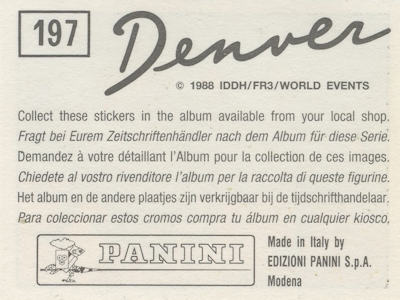 197
Denver
© 1988 IDDH/FR3/WORLD EVENTS
Collect these stickers in the album available from your local shop.
Fragt bei Eurem Zeitschriftenhändler nach dem Album für diese Serie.
Demandez à votre détaillant l'Album pour la collection de ces images.
Chiedete al vostro rivenditore l'album per la raccolta di queste figurine.
Het album en de andere plaatjes zijn verkrijgbaar bij de tijdschrifthandelaar.
Para coleccionar estos cromos compra tu álbum en cualquier kiosco,
PANINI
Made in Italy by
EDIZIONI PANINI S.p.A.
Modena